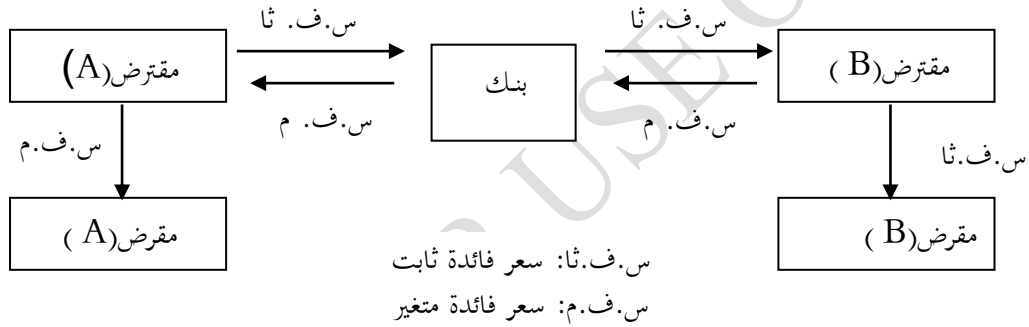 س.ف. ثا
س.ف. ثا
مقترض(A)
بنك
مقترض(B )
س.ف. م
س.ف. م
س.ف.م
س.ف.ثا
مقرض(A )
مقرض(B )
س.ف.ثا: سعر فائدة ثابت
س.ف.م: سعر فائدة متغير